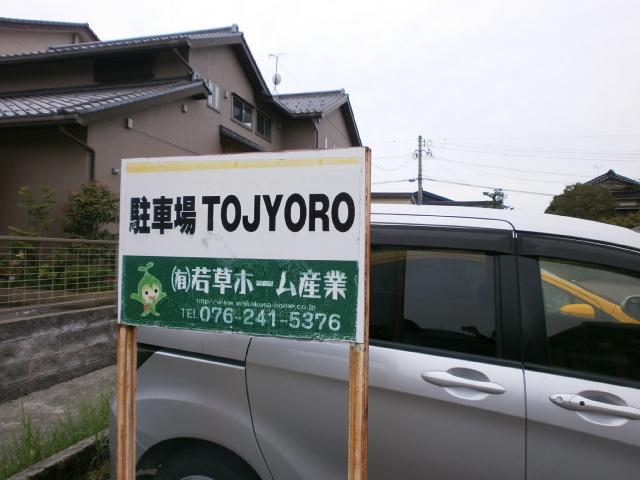 駐車場 TOJYORO
(有)若草ホーム産業
http://www.wakakusa-home.co.jp
TEL 076-241-5376